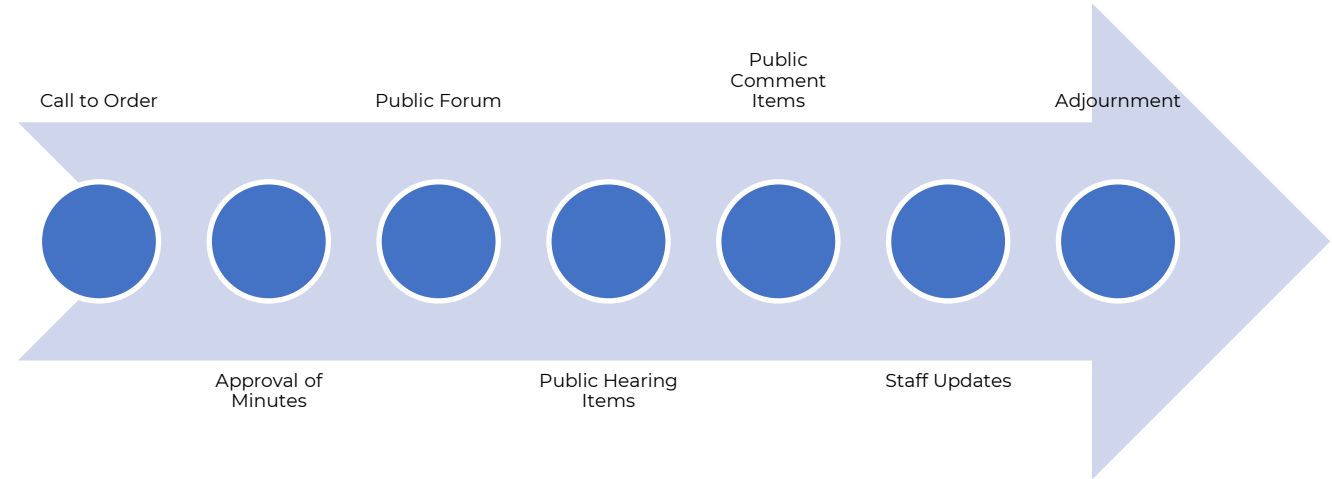 Call to Order
Approval of
Minutes
Public Forum
Public Hearing
Items
Public
Comment
Items
Staff Updates
Adjournment